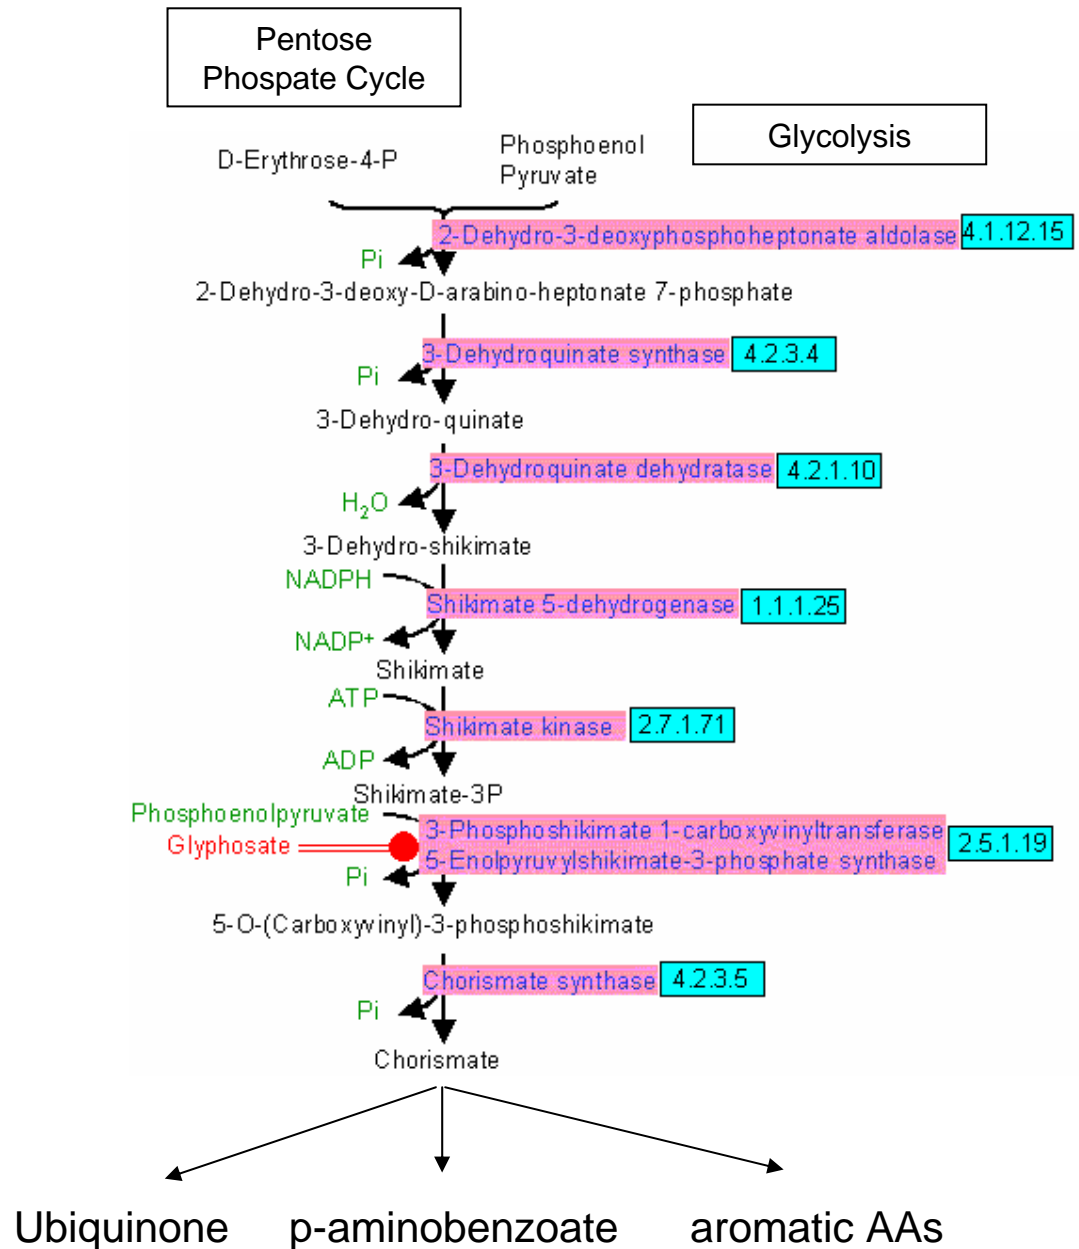 Pentose
Phospate Cycle
Glycolysis
D-Erythrose-4-P
Phosphoenol
Pyruvate
2-Dehydro-3-deoxyphosphoheptonate aldolase 4.1.12.15
Pi
2-Dehydro-3-deoxy-D-arabino-heptonate 7-phosphate
3-Dehydroquinate synthase 4.2.3.4
Pi
3-Dehydro-quinate
3-Dehydroquinate dehydratase 4.2.1.10
H₂O
3-Dehydro-shikimate
NADPH
Shikimate 5-dehydrogenase 1.1.1.25
NADP⁺
Shikimate
ATP
Shikimate kinase 2.7.1.71
ADP
Shikimate-3P
Phosphoenolpyruvate
3-Phosphoshikimate 1-carboxyvinyltransferase
Glyphosate
2.5.1.19
5-Enolpyruvylshikimate-3-phosphate synthase
Pi
5-O-(Carboxyvinyl)-3-phosphoshikimate
Chorismate synthase 4.2.3.5
Pi
Chorismate
Ubiquinone p-aminobenzoate aromatic AAs